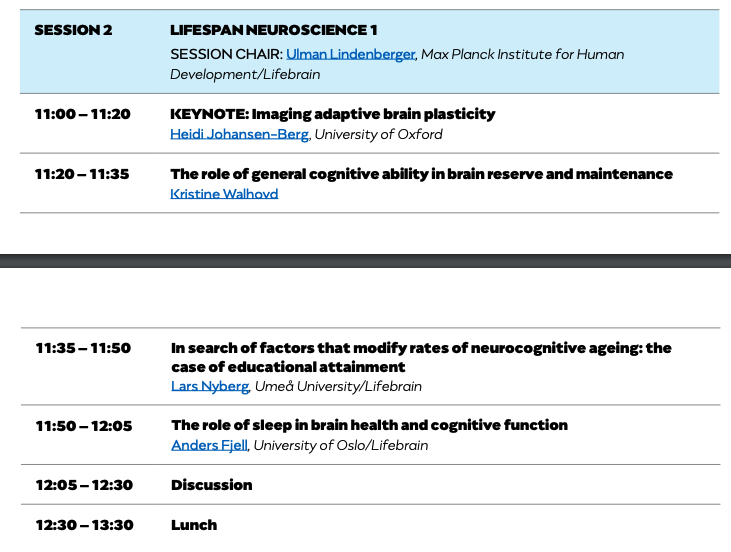 SESSION 2 LIFESPAN NEUROSCIENCE 1
SESSION CHAIR: Ulman Lindenberger, Max Planck Institute for Human
Development/Lifebrain
11:00 – 11:20 KEYNOTE: Imaging adaptive brain plasticity
Heidi Johansen-Berg, University of Oxford
11:20 – 11:35 The role of general cognitive ability in brain reserve and maintenance
Kristine Walhovd
11:35 – 11:50 In search of factors that modify rates of neurocognitive ageing: the
case of educational attainment
Lars Nyberg, Umeå University/Lifebrain
11:50 – 12:05 The role of sleep in brain health and cognitive function
Anders Fjell, University of Oslo/Lifebrain
12:05 – 12:30 Discussion
12:30 – 13:30 Lunch